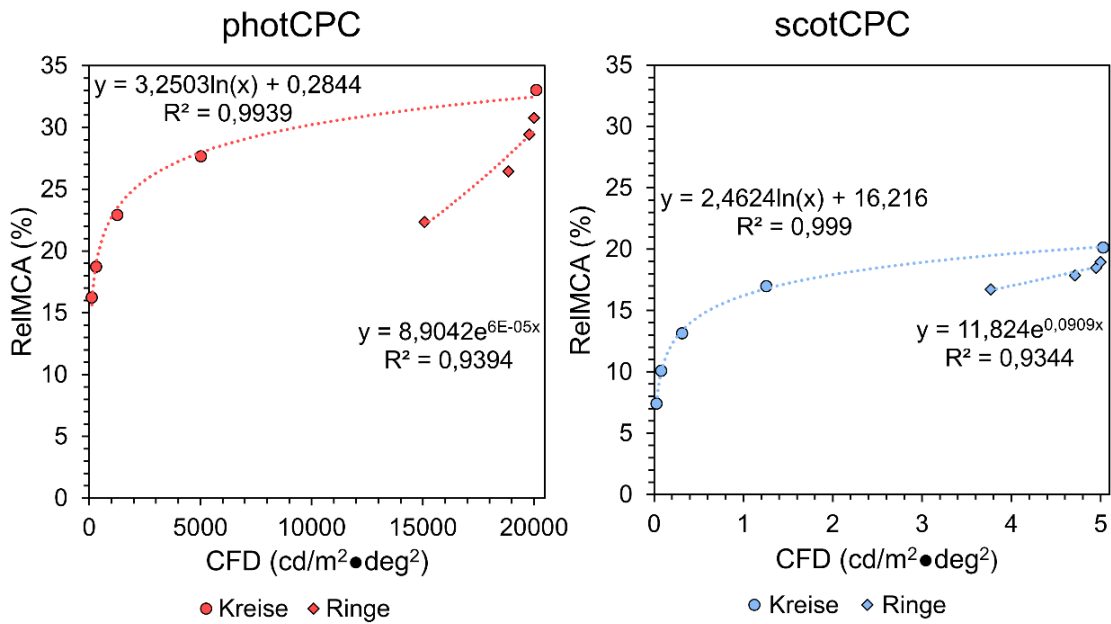 photCPC
35
30
25
20
15
10
5
0
RelMCA (%)
y = 3,2503ln(x) + 0,2844
R² = 0,9939
y = 8,9042e^6E-05x
R² = 0,9394
0 5000 10000 15000 20000
CFD (cd/m²●deg²)
Kreise Ringe
scotCPC
35
30
25
20
15
10
5
0
RelMCA (%)
y = 2,4624ln(x) + 16,216
R² = 0,999
y = 11,824e^0,0909x
R² = 0,9344
0 1 2 3 4 5
CFD (cd/m²●deg²)
Kreise Ringe